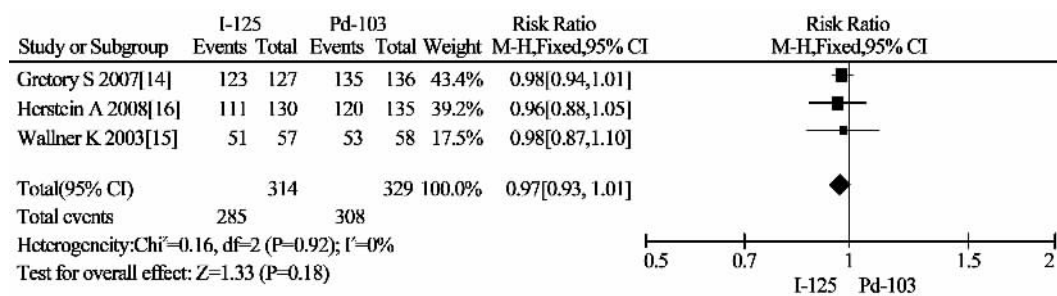 I-125 Pd-103 Risk Ratio Risk Ratio
Study or Subgroup Events Total Events Total Weight M-H,Fixed,95% CI M-H,Fixed,95% CI
Gretory S 2007[14] 123 127 135 136 43.4% 0.98[0.94,1.01]
Herstein A 2008[16] 111 130 120 135 39.2% 0.96[0.88,1.05]
Wallner K 2003[15] 51 57 53 58 17.5% 0.98[0.87,1.10]
Total(95% CI) 314 329 100.0% 0.97[0.93, 1.01]
Total events 285 308
Heterogeneity:Chi²=0.16, df=2 (P=0.92); I²=0%
Test for overall effect: Z=1.33 (P=0.18)
0.5 0.7 1 1.5 2
I-125 Pd-103